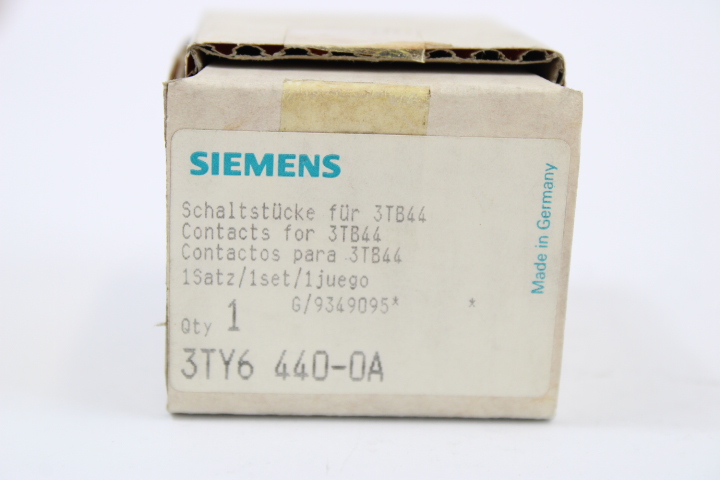 SIEMENS
Schaltstücke für 3TB44
Contacts for 3TB44
Contactos para 3TB44
1Satz/1set/1juego
G/9349095* *
Qty 1
3TY6 440-0A
Made in Germany